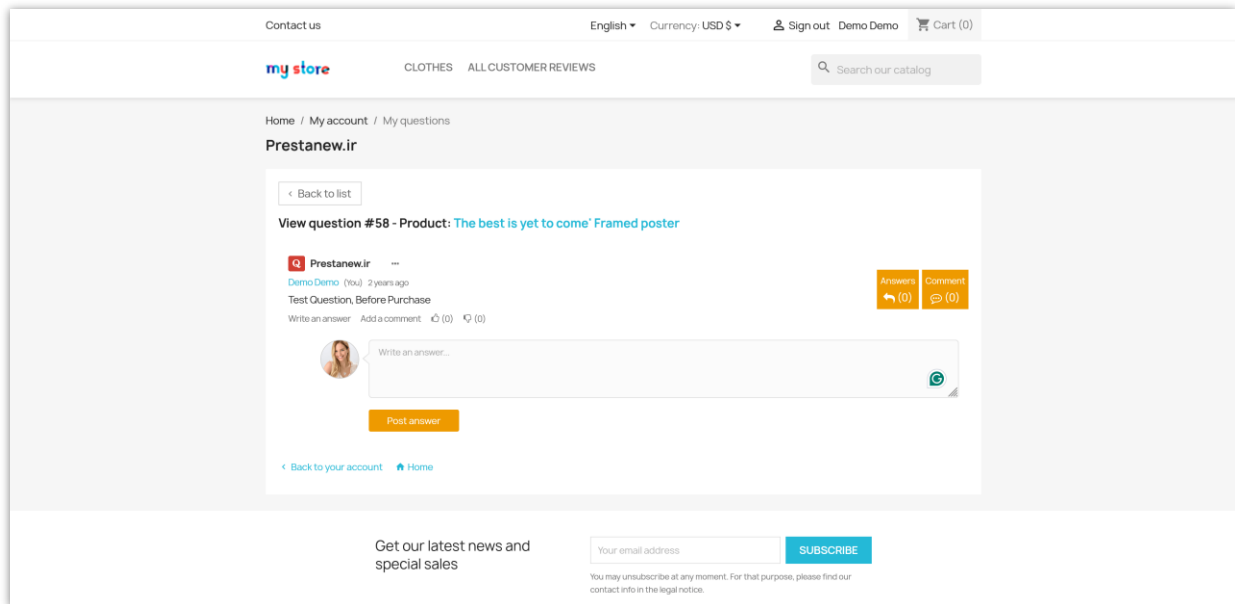 Contact us
English
Currency: USD $
Sign out
Demo Demo
Cart (0)
my store
CLOTHES
ALL CUSTOMER REVIEWS
Search our catalog
Home / My account / My questions
Prestanew.ir
< Back to list
View question #58 - Product: The best is yet to come' Framed poster
Q Prestanew.ir ...
Demo Demo (You) 2 years ago
Test Question, Before Purchase
Write an answer Add a comment (0) (0)
Answers
(0)
Comment
(0)
Write an answer...
G
Post answer
< Back to your account
Home
Get our latest news and
special sales
Your email address
SUBSCRIBE
You may unsubscribe at any moment. For that purpose, please find our
contact info in the legal notice.